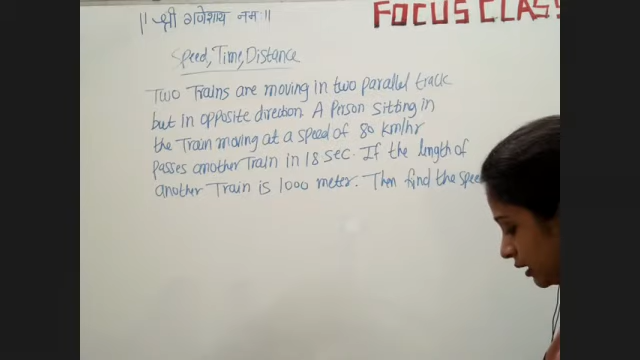 || श्री गणेशाय नमः ||
FOCUS CLASS
Speed, Time, Distance
Two Trains are moving in two parallel track
but in opposite direction. A Person sitting in
the Train moving at a speed of 80 km/hr
passes another Train in 18 sec. If the length of
another Train is 1000 meter. Then find the spee